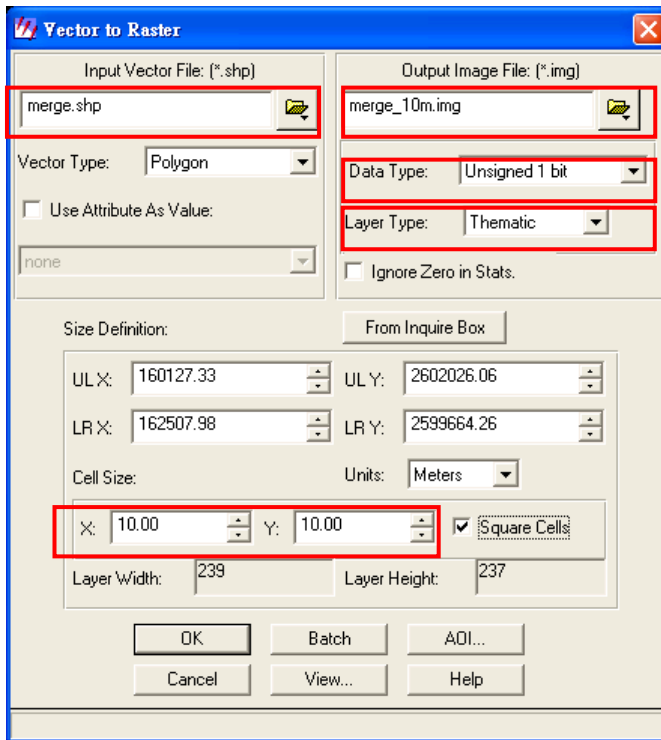 Vector to Raster
Input Vector File: (*.shp)
merge.shp
Vector Type: Polygon
Use Attribute As Value:
none
Output Image File: (*.img)
merge_10m.img
Data Type: Unsigned 1 bit
Layer Type: Thematic
Ignore Zero in Stats.
Size Definition: From Inquire Box
UL X: 160127.33 UL Y: 2602026.06
LR X: 162507.98 LR Y: 2599664.26
Cell Size: Units: Meters
X: 10.00 Y: 10.00 Square Cells
Layer Width: 239 Layer Height: 237
OK Batch AOI...
Cancel View... Help